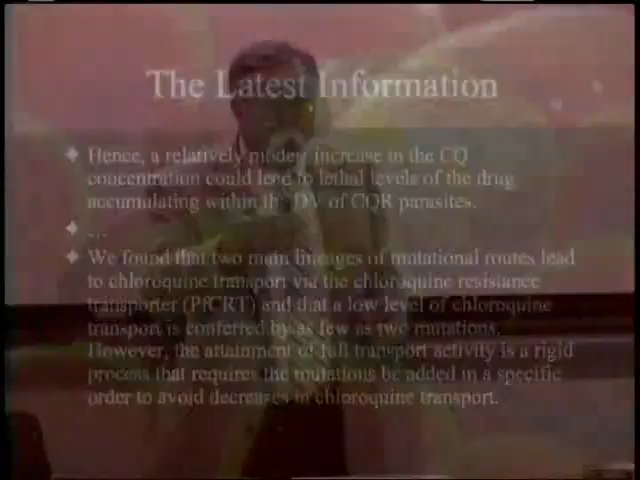 The Latest Information
Hence, a relatively modest increase in the CQ
concentration could lead to lethal levels of the drug
accumulating within the DV of CQR parasites.
...
We found that two main lineages of mutational routes lead
to chloroquine transport via the chloroquine resistance
transporter (PfCRT) and that a low level of chloroquine
transport is conferred by as few as two mutations.
However, the attainment of full transport activity is a rigid
process that requires the mutations be added in a specific
order to avoid decreases in chloroquine transport.